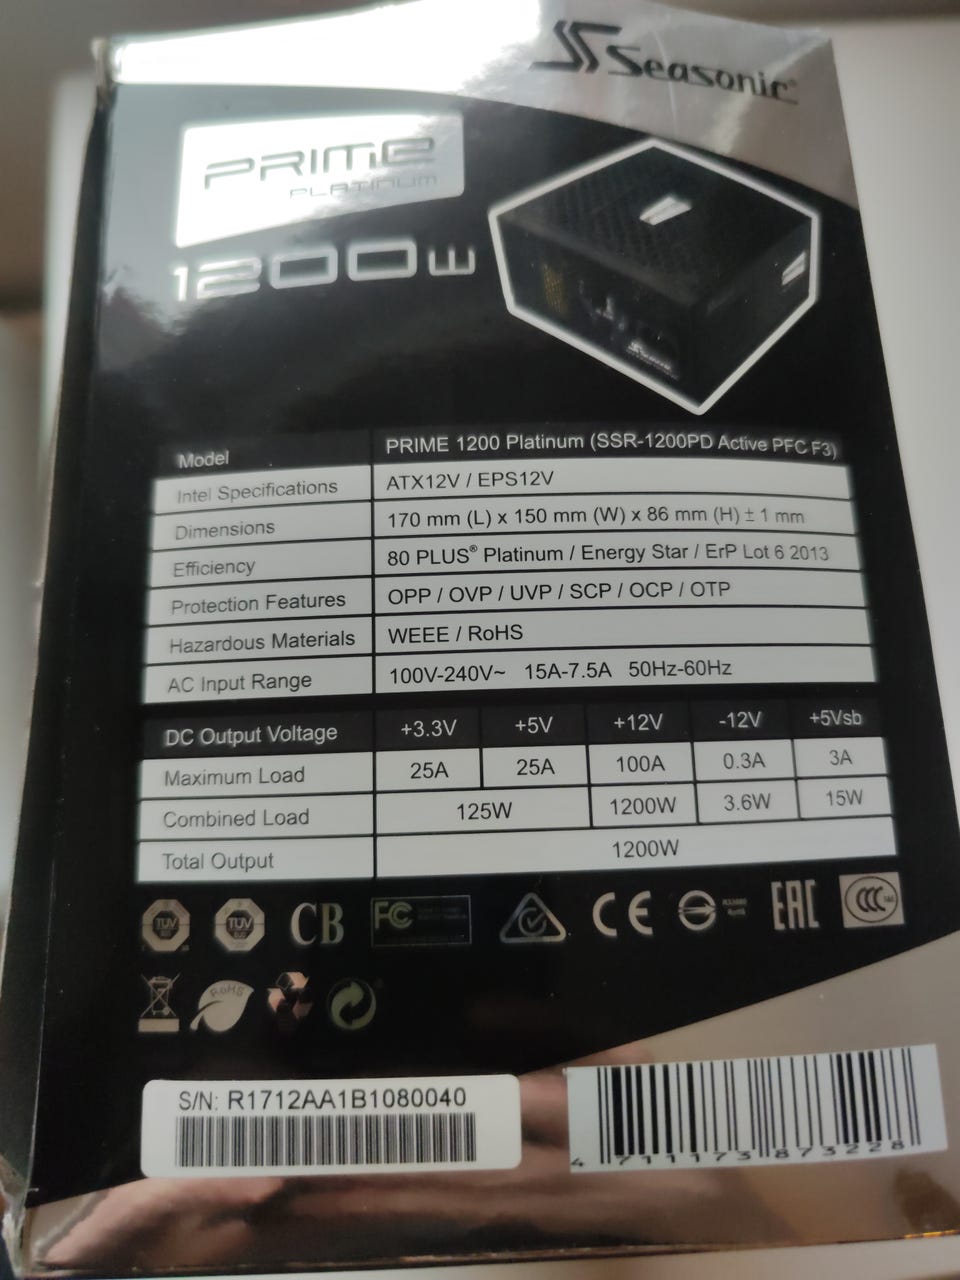 Seasonic®
PRIME
PLATINUM
1200W
Seasonic
Model PRIME 1200 Platinum (SSR-1200PD Active PFC F3)
Intel Specifications ATX12V / EPS12V
Dimensions 170 mm (L) x 150 mm (W) x 86 mm (H) ± 1 mm
Efficiency 80 PLUS® Platinum / Energy Star / ErP Lot 6 2013
Protection Features OPP / OVP / UVP / SCP / OCP / OTP
Hazardous Materials WEEE / RoHS
AC Input Range 100V-240V~ 15A-7.5A 50Hz-60Hz
DC Output Voltage +3.3V +5V +12V -12V +5Vsb
Maximum Load 25A 25A 100A 0.3A 3A
Combined Load 125W 1200W 3.6W 15W
Total Output 1200W
TÜV TÜV CB FC CE EAC CCC
RoHS
S/N: R1712AA1B1080040
4 711173 873228